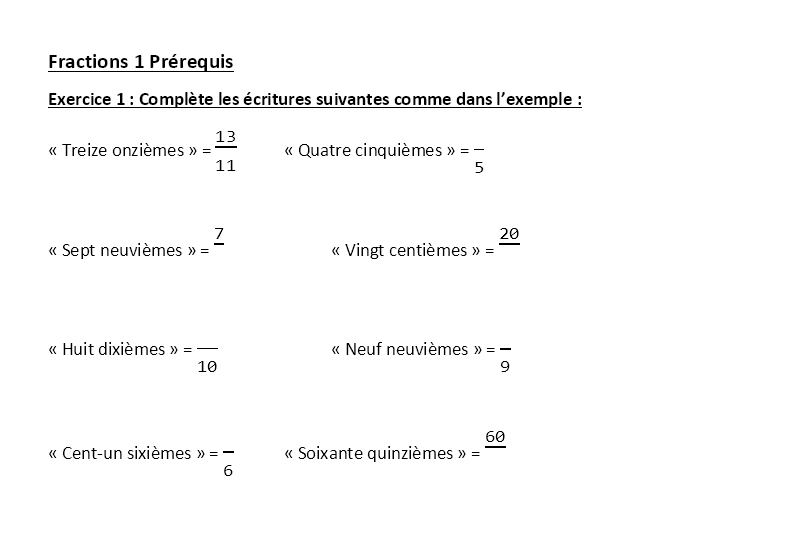 Fractions 1 Prérequis
Exercice 1 : Complète les écritures suivantes comme dans l’exemple :
« Treize onzièmes » = 13/11 « Quatre cinquièmes » = /5
« Sept neuvièmes » = 7/ « Vingt centièmes » = 20/
« Huit dixièmes » = /10 « Neuf neuvièmes » = /9
« Cent-un sixièmes » = /6 « Soixante quinzièmes » = 60/